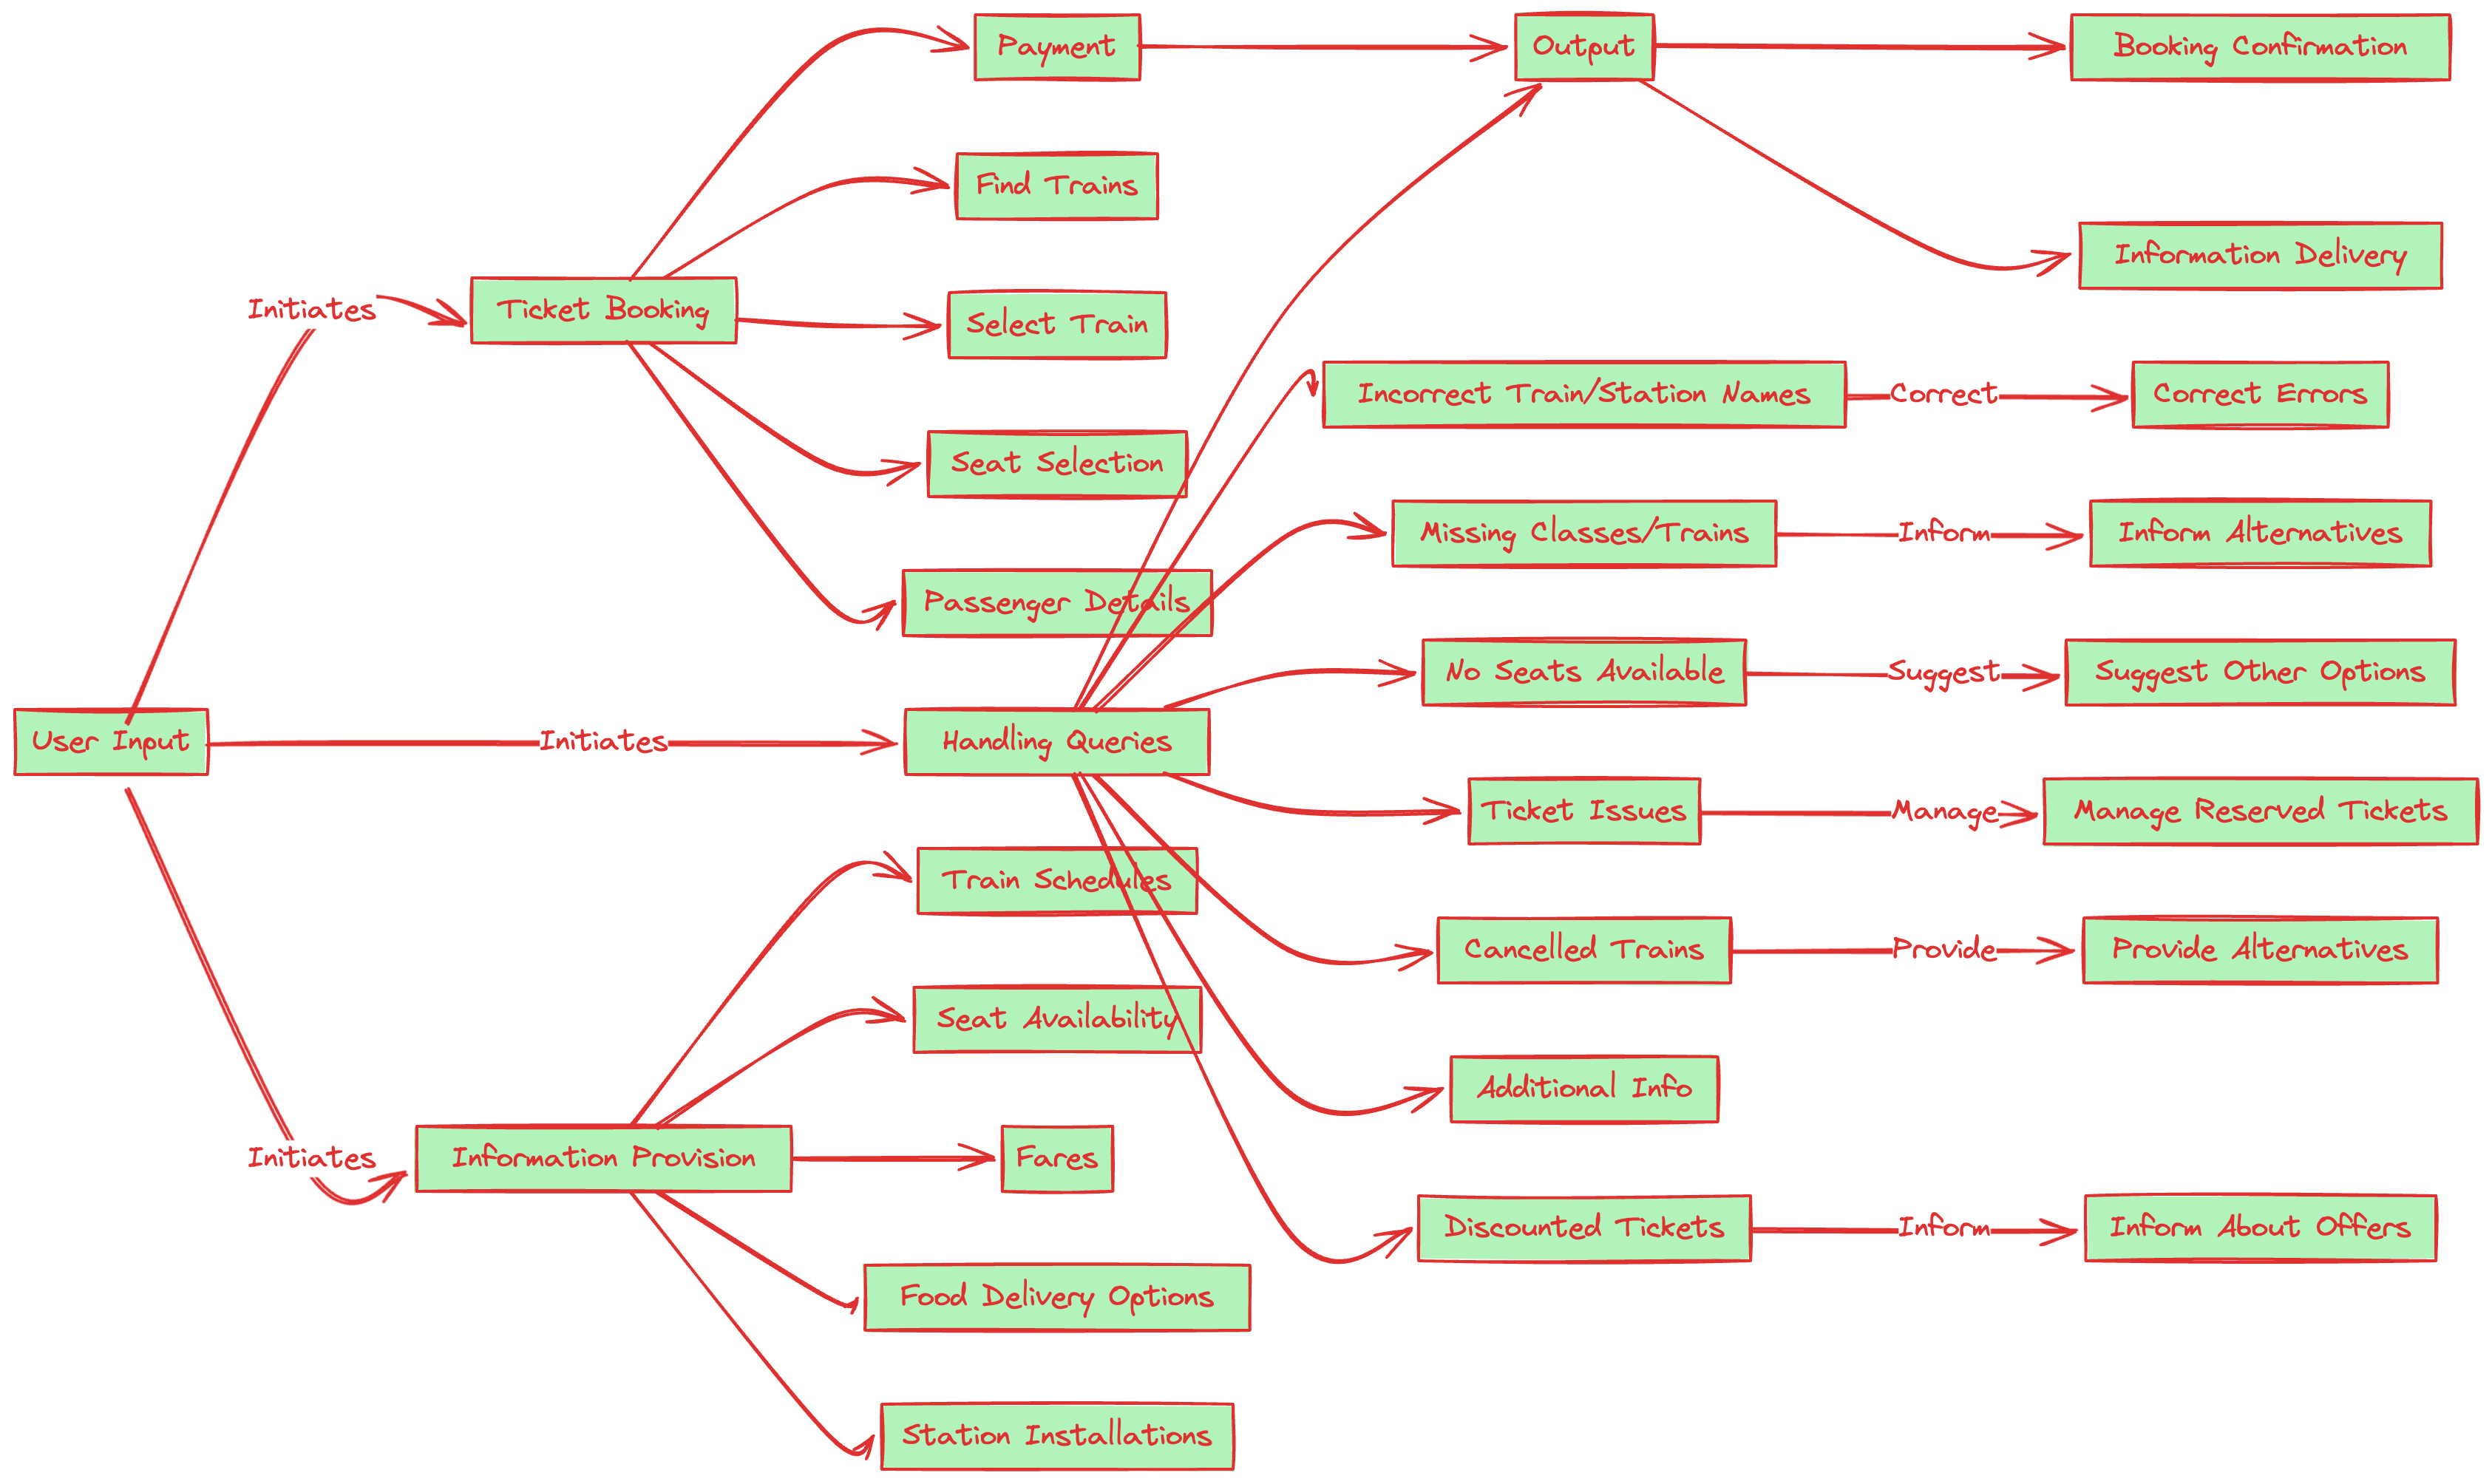 Payment
Output
Booking Confirmation
Find Trains
Information Delivery
Initiates
Ticket Booking
Select Train
Incorrect Train/Station Names
Correct
Correct Errors
Seat Selection
Missing Classes/Trains
Inform
Inform Alternatives
Passenger Details
No Seats Available
Suggest
Suggest Other Options
User Input
Initiates
Handling Queries
Ticket Issues
Manage
Manage Reserved Tickets
Train Schedules
Cancelled Trains
Provide
Provide Alternatives
Seat Availability
Additional Info
Initiates
Information Provision
Fares
Discounted Tickets
Inform
Inform About Offers
Food Delivery Options
Station Installations